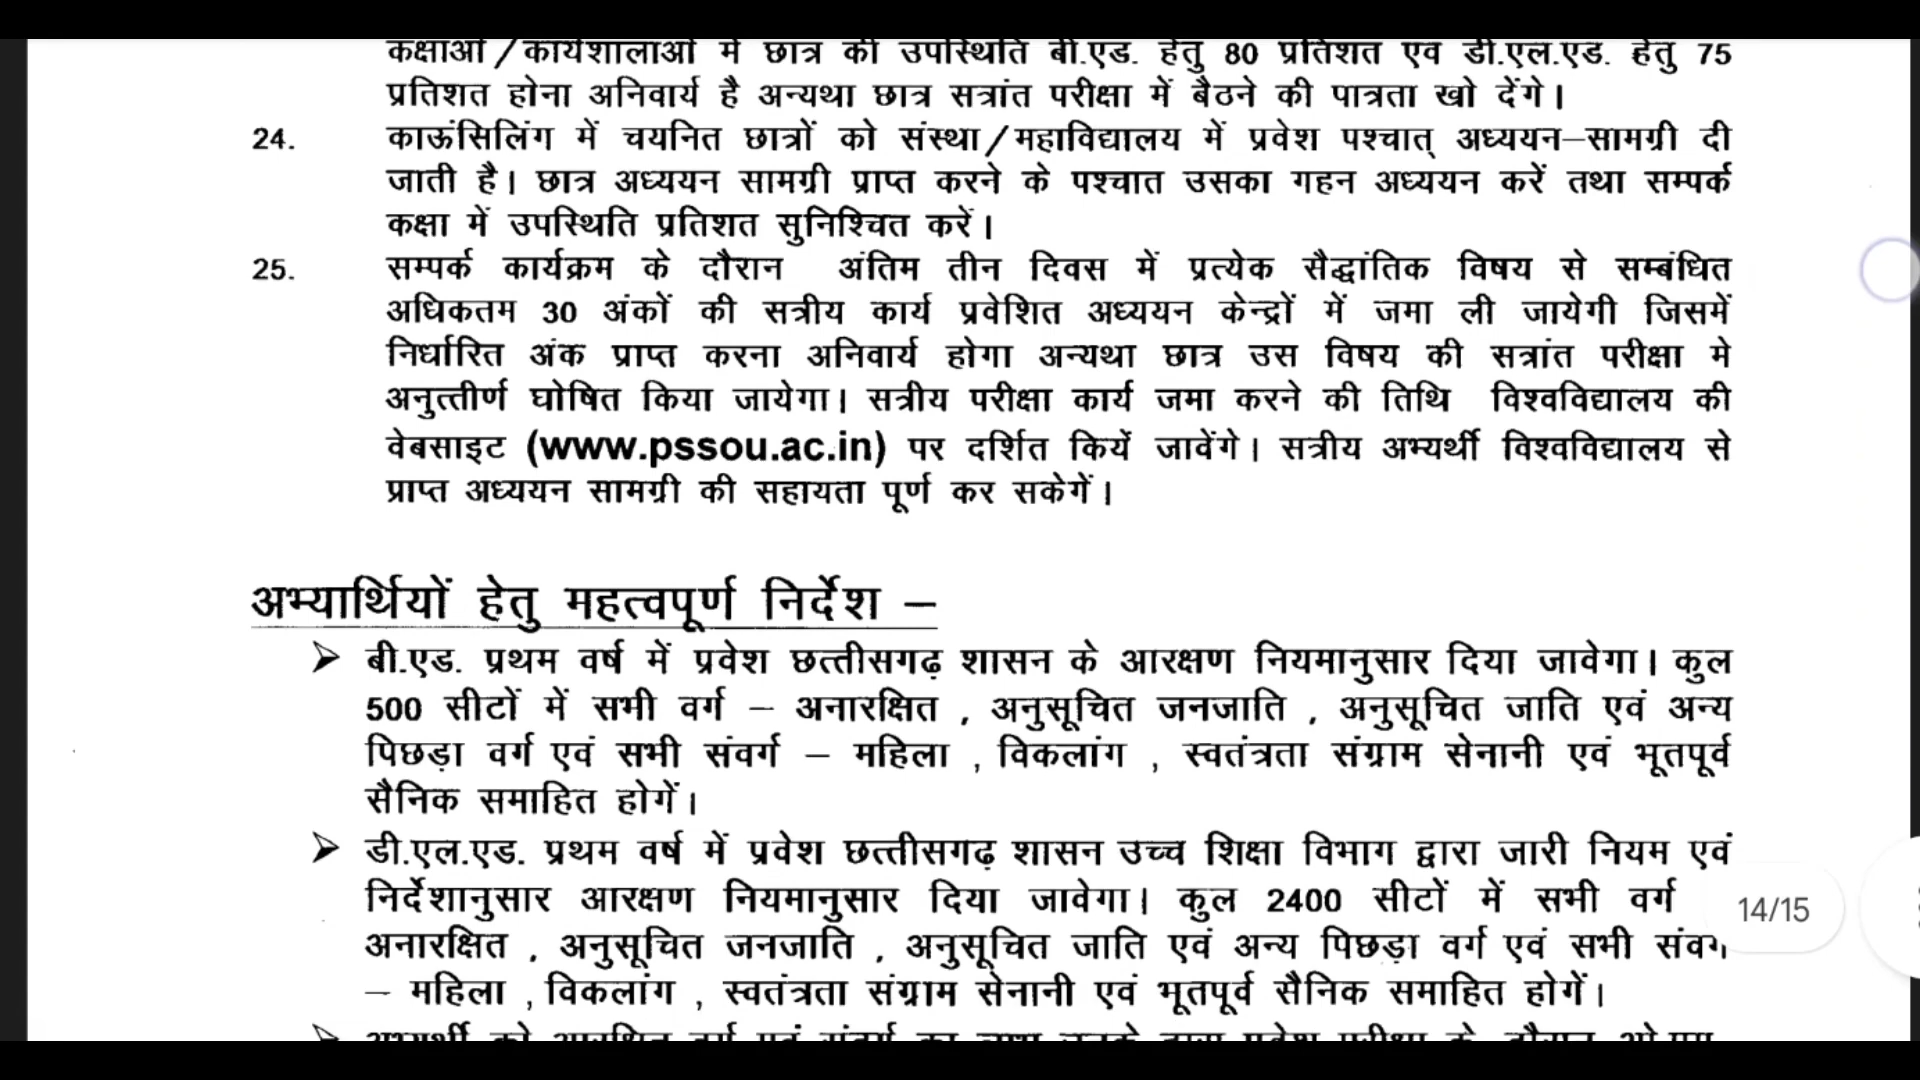 कक्षाओं/कार्यशालाओं में छात्र की उपस्थिति बी.एड. हेतु 80 प्रतिशत एवं डी.एल.एड. हेतु 75
प्रतिशत होना अनिवार्य है अन्यथा छात्र सत्रांत परीक्षा में बैठने की पात्रता खो देंगे।
24. काऊंसिलिंग में चयनित छात्रों को संस्था/महाविद्यालय में प्रवेश पश्चात् अध्ययन–सामग्री दी
जाती है। छात्र अध्ययन सामग्री प्राप्त करने के पश्चात उसका गहन अध्ययन करें तथा सम्पर्क
कक्षा में उपस्थिति प्रतिशत सुनिश्चित करें।
25. सम्पर्क कार्यक्रम के दौरान अंतिम तीन दिवस में प्रत्येक सैद्धांतिक विषय से सम्बंधित
अधिकतम 30 अंकों की सत्रीय कार्य प्रवेशित अध्ययन केन्द्रों में जमा ली जायेगी जिसमें
निर्धारित अंक प्राप्त करना अनिवार्य होगा अन्यथा छात्र उस विषय की सत्रांत परीक्षा मे
अनुत्तीर्ण घोषित किया जायेगा। सत्रीय परीक्षा कार्य जमा करने की तिथि विश्वविद्यालय की
वेबसाइट (www.pssou.ac.in) पर दर्शित कियें जावेंगे। सत्रीय अभ्यर्थी विश्वविद्यालय से
प्राप्त अध्ययन सामग्री की सहायता पूर्ण कर सकेगें।
अभ्यार्थियों हेतु महत्वपूर्ण निर्देश –
➢ बी.एड. प्रथम वर्ष में प्रवेश छत्तीसगढ़ शासन के आरक्षण नियमानुसार दिया जावेगा। कुल
500 सीटों में सभी वर्ग – अनारक्षित , अनुसूचित जनजाति , अनुसूचित जाति एवं अन्य
पिछड़ा वर्ग एवं सभी संवर्ग – महिला , विकलांग , स्वतंत्रता संग्राम सेनानी एवं भूतपूर्व
सैनिक समाहित होगें।
➢ डी.एल.एड. प्रथम वर्ष में प्रवेश छत्तीसगढ़ शासन उच्च शिक्षा विभाग द्वारा जारी नियम एवं
निर्देशानुसार आरक्षण नियमानुसार दिया जावेगा। कुल 2400 सीटों में सभी वर्ग
14/15
अनारक्षित , अनुसूचित जनजाति , अनुसूचित जाति एवं अन्य पिछड़ा वर्ग एवं सभी संवर्ग
– महिला , विकलांग , स्वतंत्रता संग्राम सेनानी एवं भूतपूर्व सैनिक समाहित होगें।